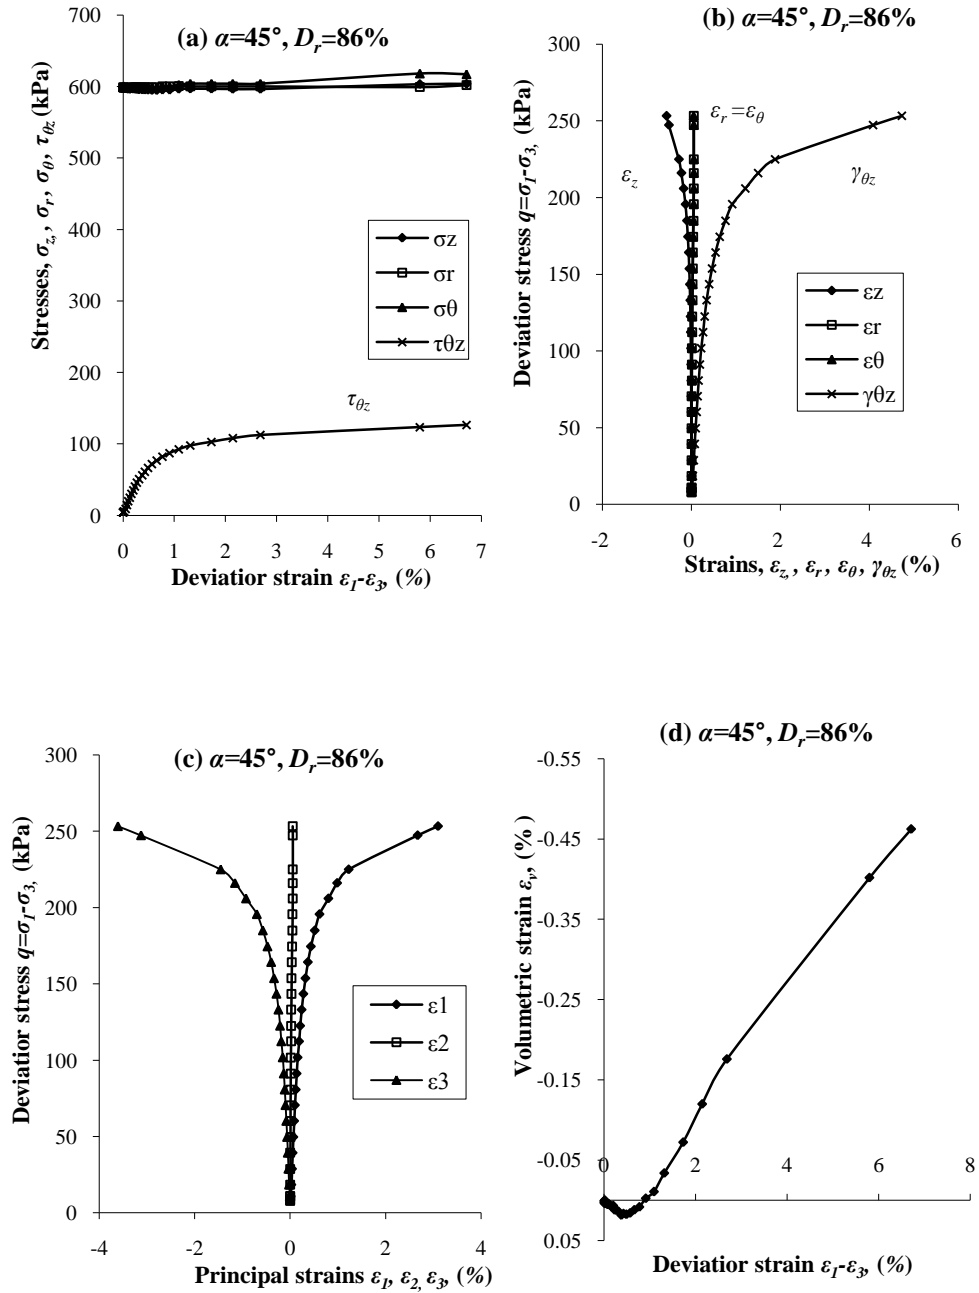 (a) α=45°, Dr=86%
700
600
500
400
300
200
100
0
Stresses, σz, , σr , σθ, τθz (kPa)
σz
σr
σθ
τθz
τθz
0 1 2 3 4 5 6 7
Deviatior strain ε1-ε3, (%)
(b) α=45°, Dr=86%
300
250
200
150
100
50
0
Deviatior stress q=σ1-σ3, (kPa)
εr =εθ
εz
γθz
εz
εr
εθ
γθz
-2 0 2 4 6
Strains, εz, , εr , εθ , γθz (%)
(c) α=45°, Dr=86%
300
250
200
150
100
50
0
Deviatior stress q=σ1-σ3, (kPa)
ε1
ε2
ε3
-4 -2 0 2 4
Principal strains ε1, ε2, ε3, (%)
(d) α=45°, Dr=86%
-0.55
-0.45
-0.35
-0.25
-0.15
-0.05
0.05
Volumetric strain εv, (%)
0 2 4 6 8
Deviatior strain ε1-ε3, (%)